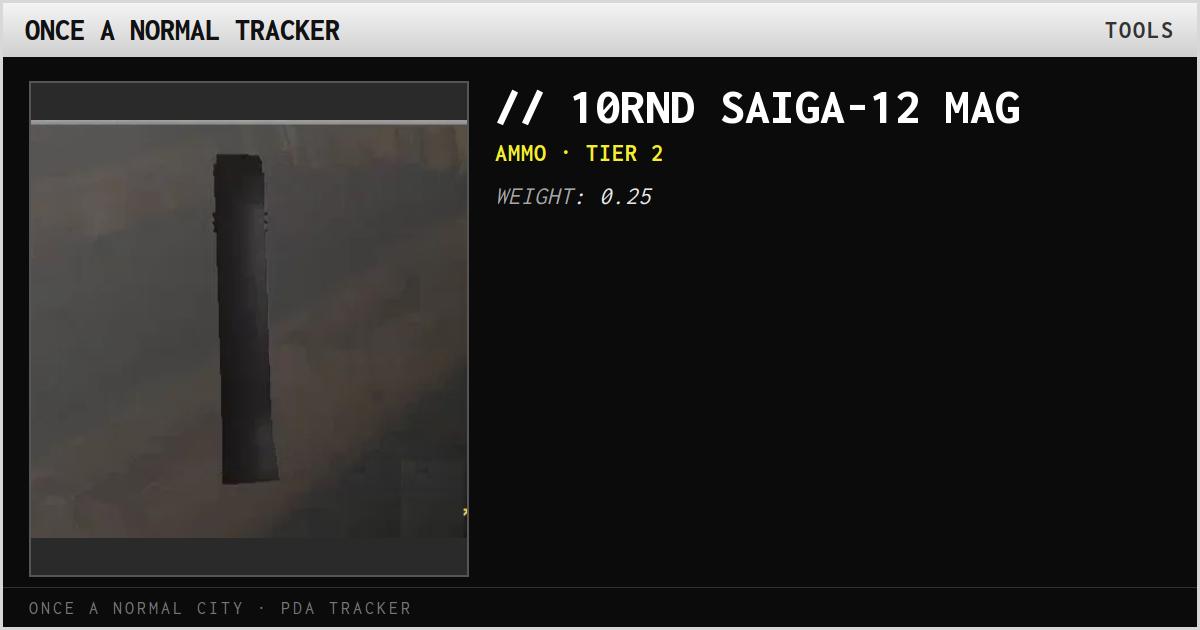 ONCE A NORMAL TRACKER
TOOLS
// 10RND SAIGA-12 MAG
AMMO · TIER 2
WEIGHT: 0.25
ONCE A NORMAL CITY · PDA TRACKER